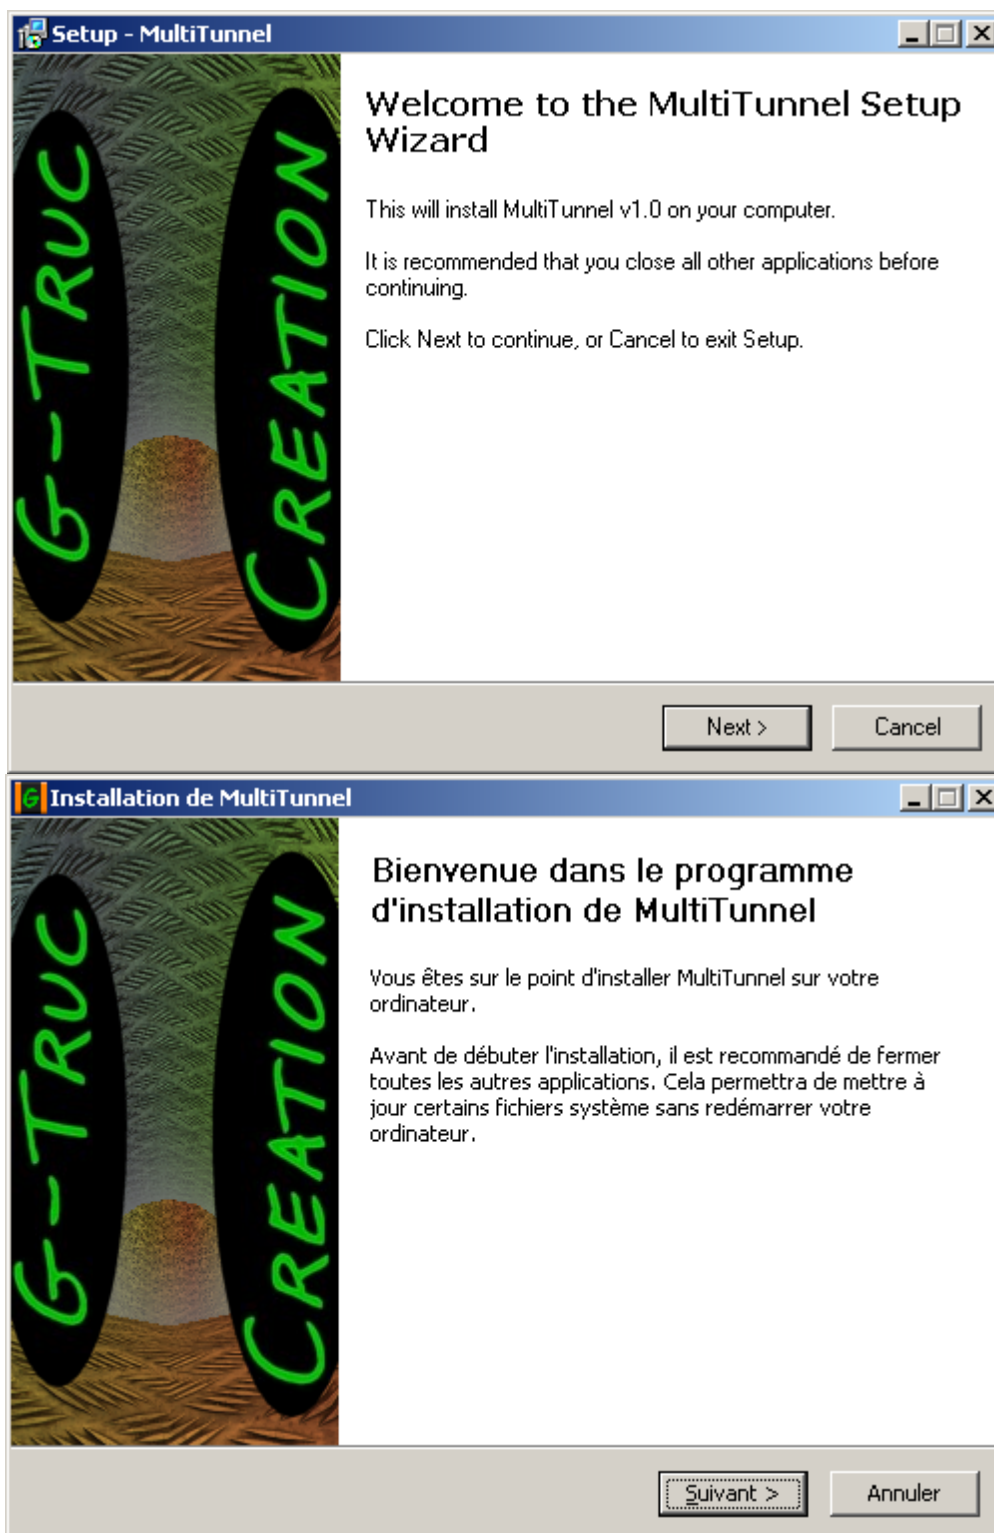 Setup - MultiTunnel
G-Truc
Creation
Welcome to the MultiTunnel Setup
Wizard
This will install MultiTunnel v1.0 on your computer.
It is recommended that you close all other applications before
continuing.
Click Next to continue, or Cancel to exit Setup.
Next >
Cancel
G Installation de MultiTunnel
G-Truc
Creation
Bienvenue dans le programme
d'installation de MultiTunnel
Vous êtes sur le point d'installer MultiTunnel sur votre
ordinateur.
Avant de débuter l'installation, il est recommandé de fermer
toutes les autres applications. Cela permettra de mettre à
jour certains fichiers système sans redémarrer votre
ordinateur.
Suivant >
Annuler